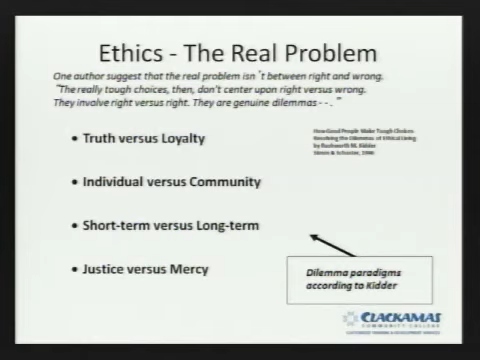 Ethics - The Real Problem
One author suggest that the real problem isn 't between right and wrong.
"The really tough choices, then, don't center upon right versus wrong.
They involve right versus right. They are genuine dilemmas - - . "
• Truth versus Loyalty
How Good People Make Tough Choices
Resolving the Dilemmas of Ethical Living
by Rushworth M. Kidder
Simon & Schuster, 1996
• Individual versus Community
• Short-term versus Long-term
• Justice versus Mercy
Dilemma paradigms
according to Kidder
CLACKAMAS
COMMUNITY COLLEGE
CUSTOMIZED TRAINING & DEVELOPMENT SERVICES